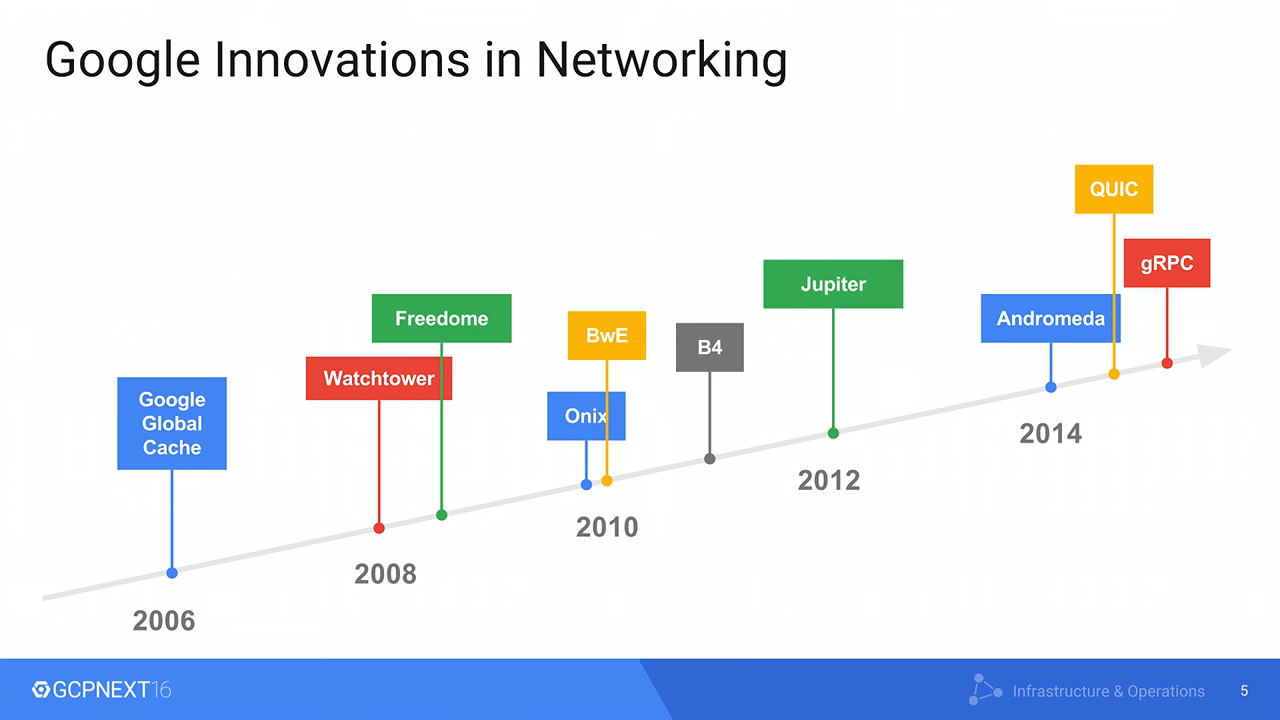 Google Innovations in Networking
QUIC
gRPC
Jupiter
Freedome
Andromeda
BwE
B4
Watchtower
Google
Global
Cache
Onix
2014
2012
2010
2008
2006
GCPNEXT16
Infrastructure & Operations
5